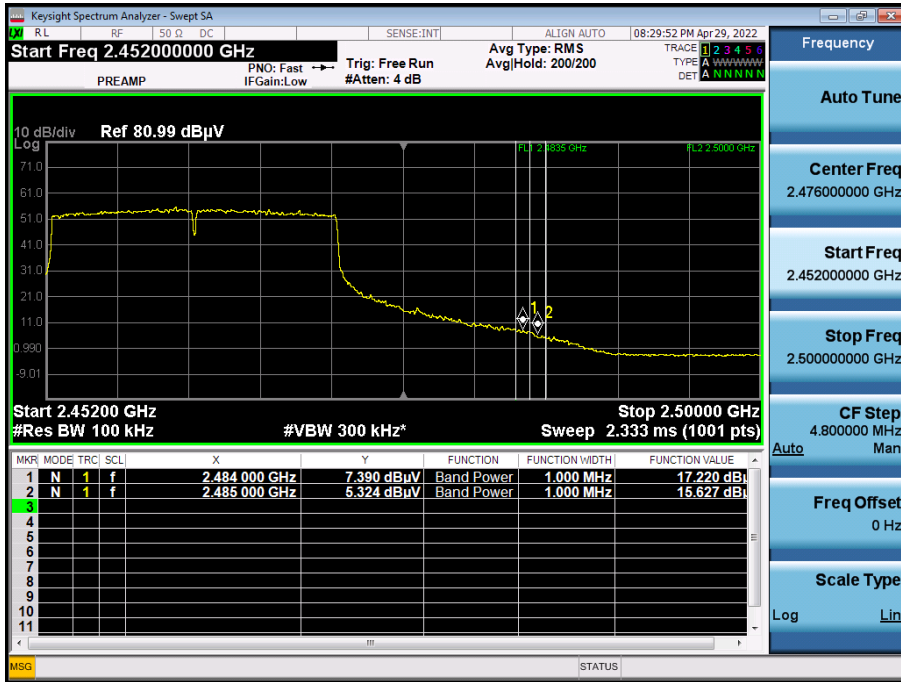 Keysight Spectrum Analyzer - Swept SA
LXI RL RF 50 Ω DC SENSE:INT ALIGN AUTO 08:29:52 PM Apr 29, 2022
Start Freq 2.452000000 GHz
PREAMP
PNO: Fast
IFGain:Low
Trig: Free Run
#Atten: 4 dB
Avg Type: RMS
Avg|Hold: 200/200
TRACE 1 2 3 4 5 6
TYPE A WWWWW
DET A N N N N N
10 dB/div Ref 80.99 dBµV
Log
FL1 2.4835 GHz FL2 2.5000 GHz
71.0
61.0
51.0
41.0
31.0
21.0
11.0
0.990
-9.01
1
2
Start 2.45200 GHz Stop 2.50000 GHz
#Res BW 100 kHz #VBW 300 kHz* Sweep 2.333 ms (1001 pts)
MKR MODE TRC SCL X Y FUNCTION FUNCTION WIDTH FUNCTION VALUE
1 N 1 f 2.484 000 GHz 7.390 dBµV Band Power 1.000 MHz 17.220 dBµ
2 N 1 f 2.485 000 GHz 5.324 dBµV Band Power 1.000 MHz 15.627 dBµ
3
4
5
6
7
8
9
10
11
MSG STATUS
Frequency
Auto Tune
Center Freq
2.476000000 GHz
Start Freq
2.452000000 GHz
Stop Freq
2.500000000 GHz
CF Step
4.800000 MHz
Auto Man
Freq Offset
0 Hz
Scale Type
Log Lin